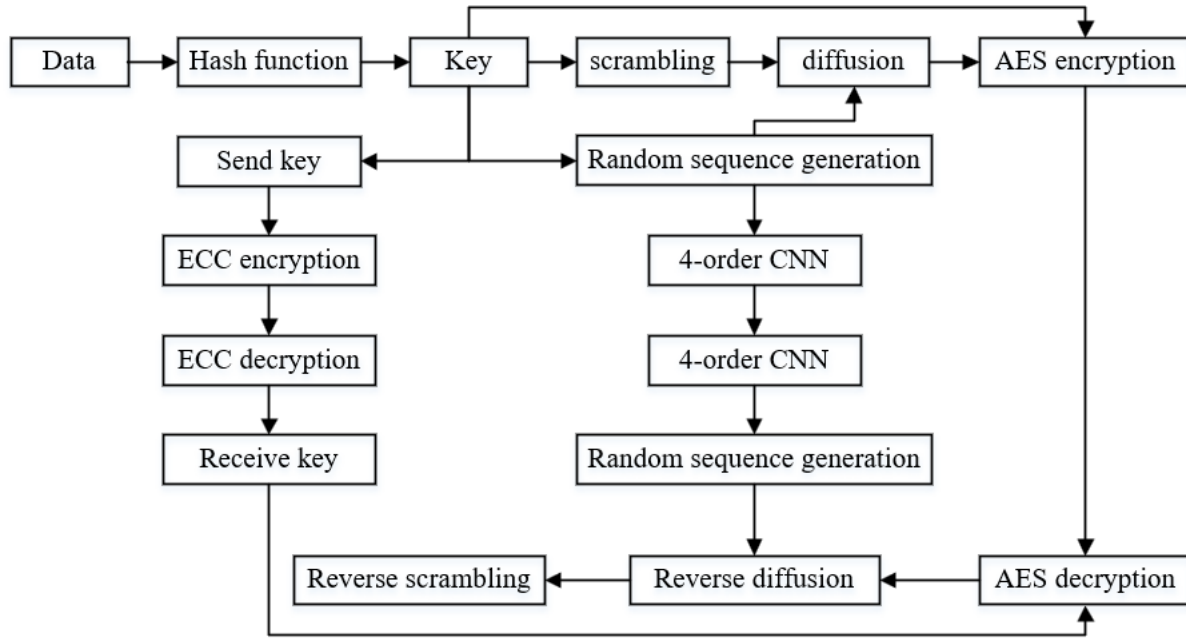 Data
Hash function
Key
scrambling
diffusion
AES encryption
Send key
Random sequence generation
ECC encryption
4-order CNN
ECC decryption
4-order CNN
Receive key
Random sequence generation
Reverse scrambling
Reverse diffusion
AES decryption